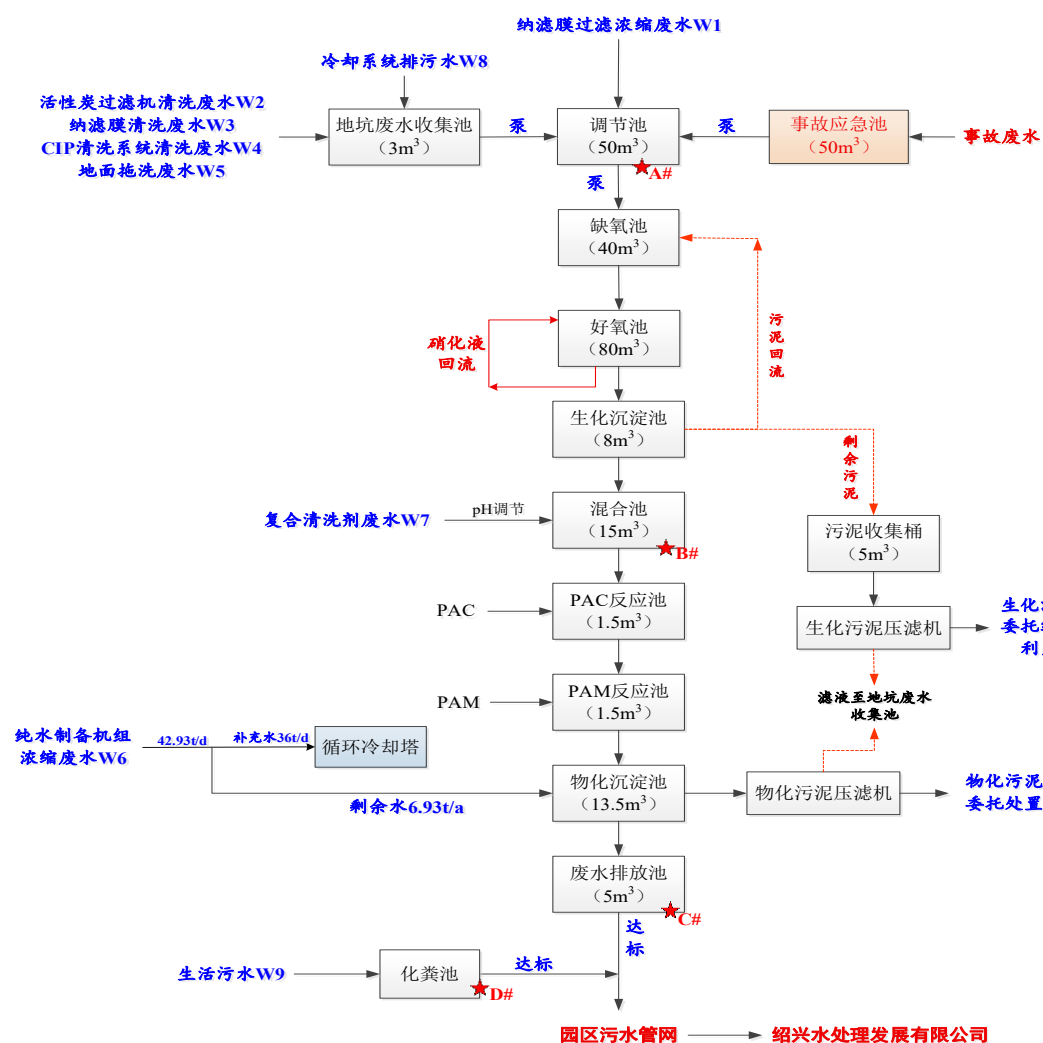 纳滤膜过滤浓缩废水W1
冷却系统排污水W8
活性炭过滤机清洗废水W2
纳滤膜清洗废水W3
CIP清洗系统清洗废水W4
地面拖洗废水W5
地坑废水收集池
（3m³）
泵
调节池
（50m³）
泵
事故应急池
（50m³）
事故废水
A#
泵
缺氧池
（40m³）
好氧池
（80m³）
硝化液
回流
污泥回流
生化沉淀池
（8m³）
剩余污泥
复合清洗剂废水W7
pH调节
混合池
（15m³）
B#
污泥收集桶
（5m³）
PAC
PAC反应池
（1.5m³）
生化污泥压滤机
生化
委托
利
PAM
PAM反应池
（1.5m³）
滤液至地坑废水
收集池
纯水制备机组
浓缩废水W6
42.93t/d
补充水36t/d
循环冷却塔
剩余水6.93t/a
物化沉淀池
（13.5m³）
物化污泥压滤机
物化污泥
委托处置
废水排放池
（5m³）
C#
达标
生活污水W9
化粪池
D#
达标
园区污水管网
绍兴水处理发展有限公司